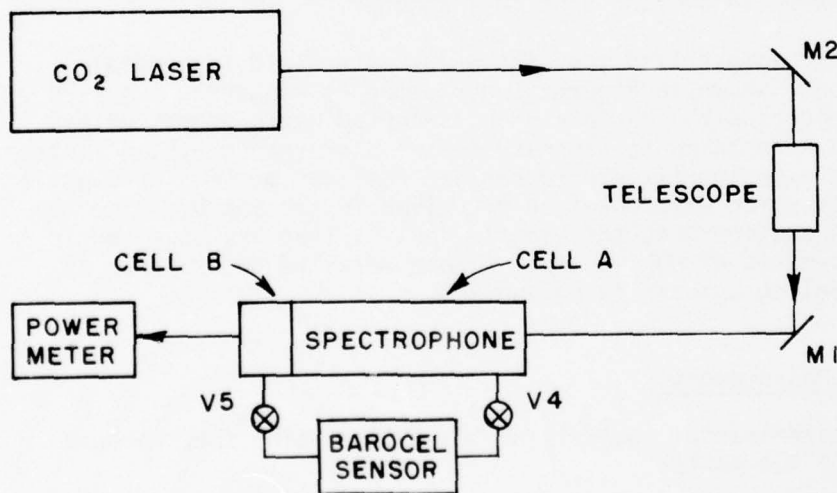 CO₂ LASER
M2
TELESCOPE
CELL B
CELL A
POWER
METER
SPECTROPHONE
M1
V5
V4
BAROCEL
SENSOR